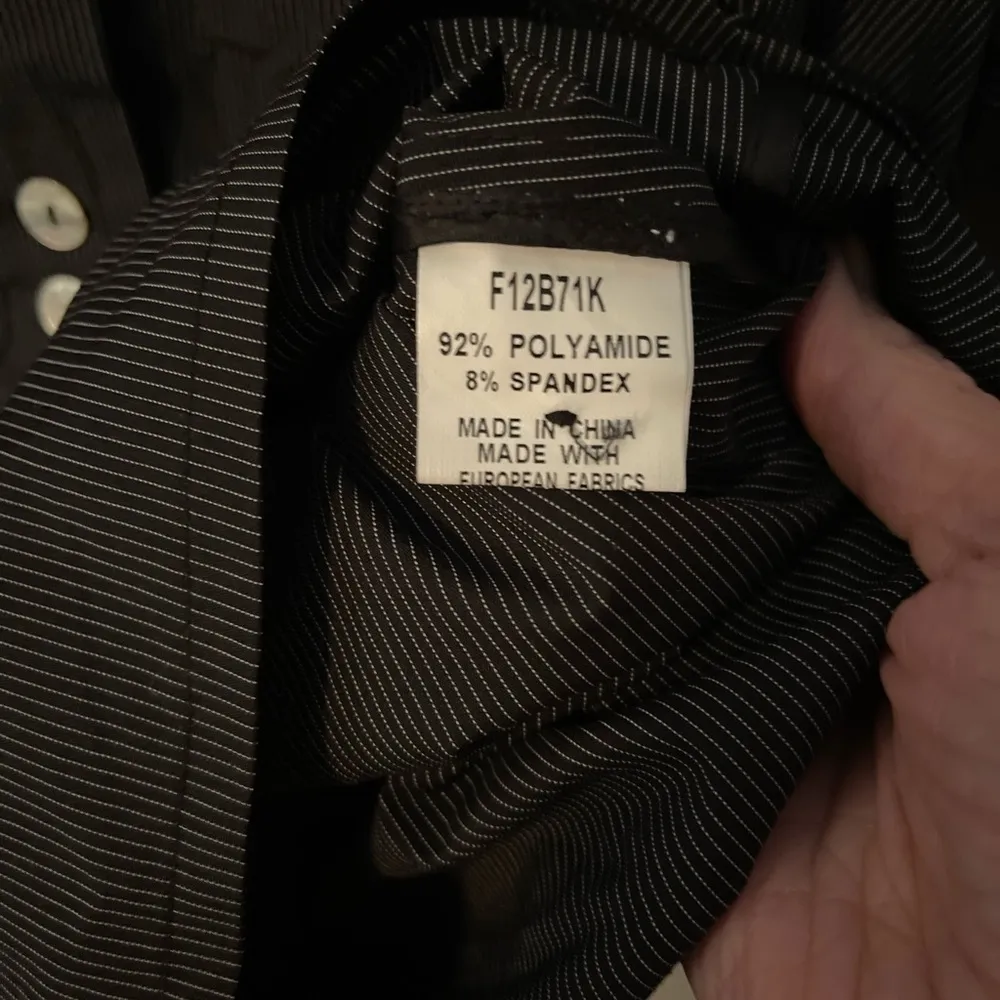 F12B71K
92% POLYAMIDE
8% SPANDEX
MADE IN CHINA
MADE WITH
EUROPEAN FABRICS